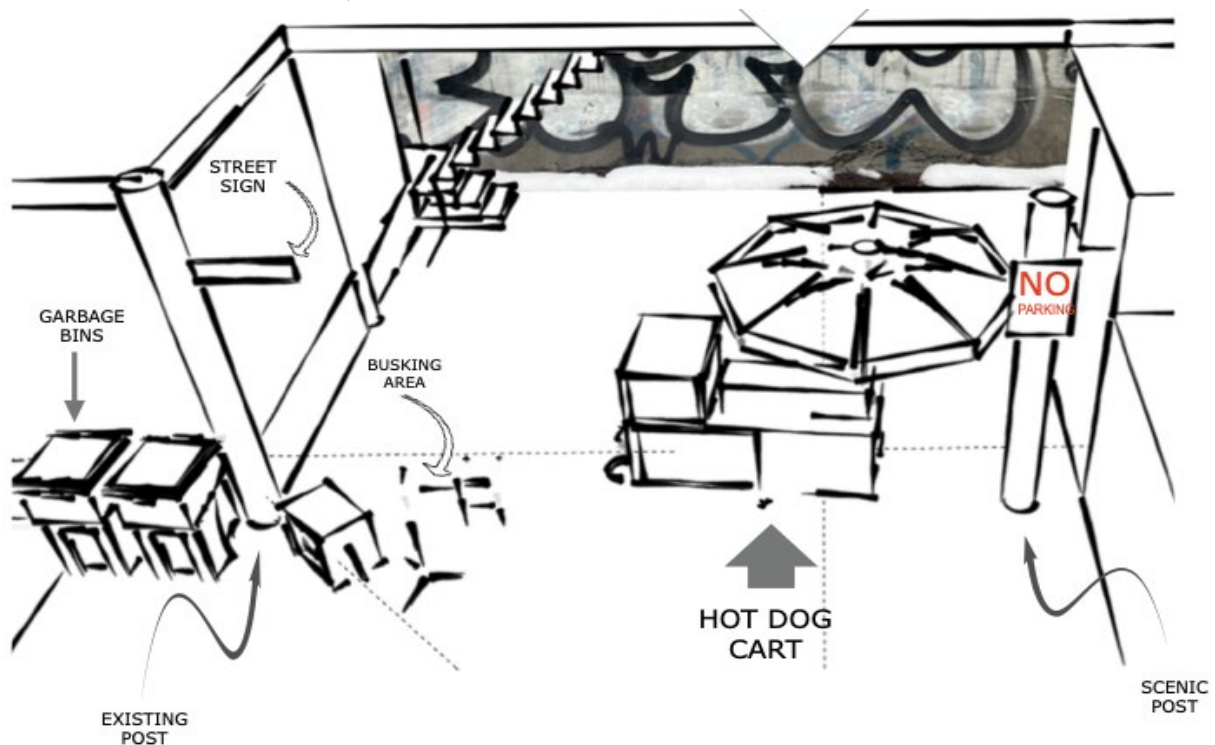 STREET
SIGN
NO
PARKING
GARBAGE
BINS
BUSKING
AREA
HOT DOG
CART
SCENIC
POST
EXISTING
POST